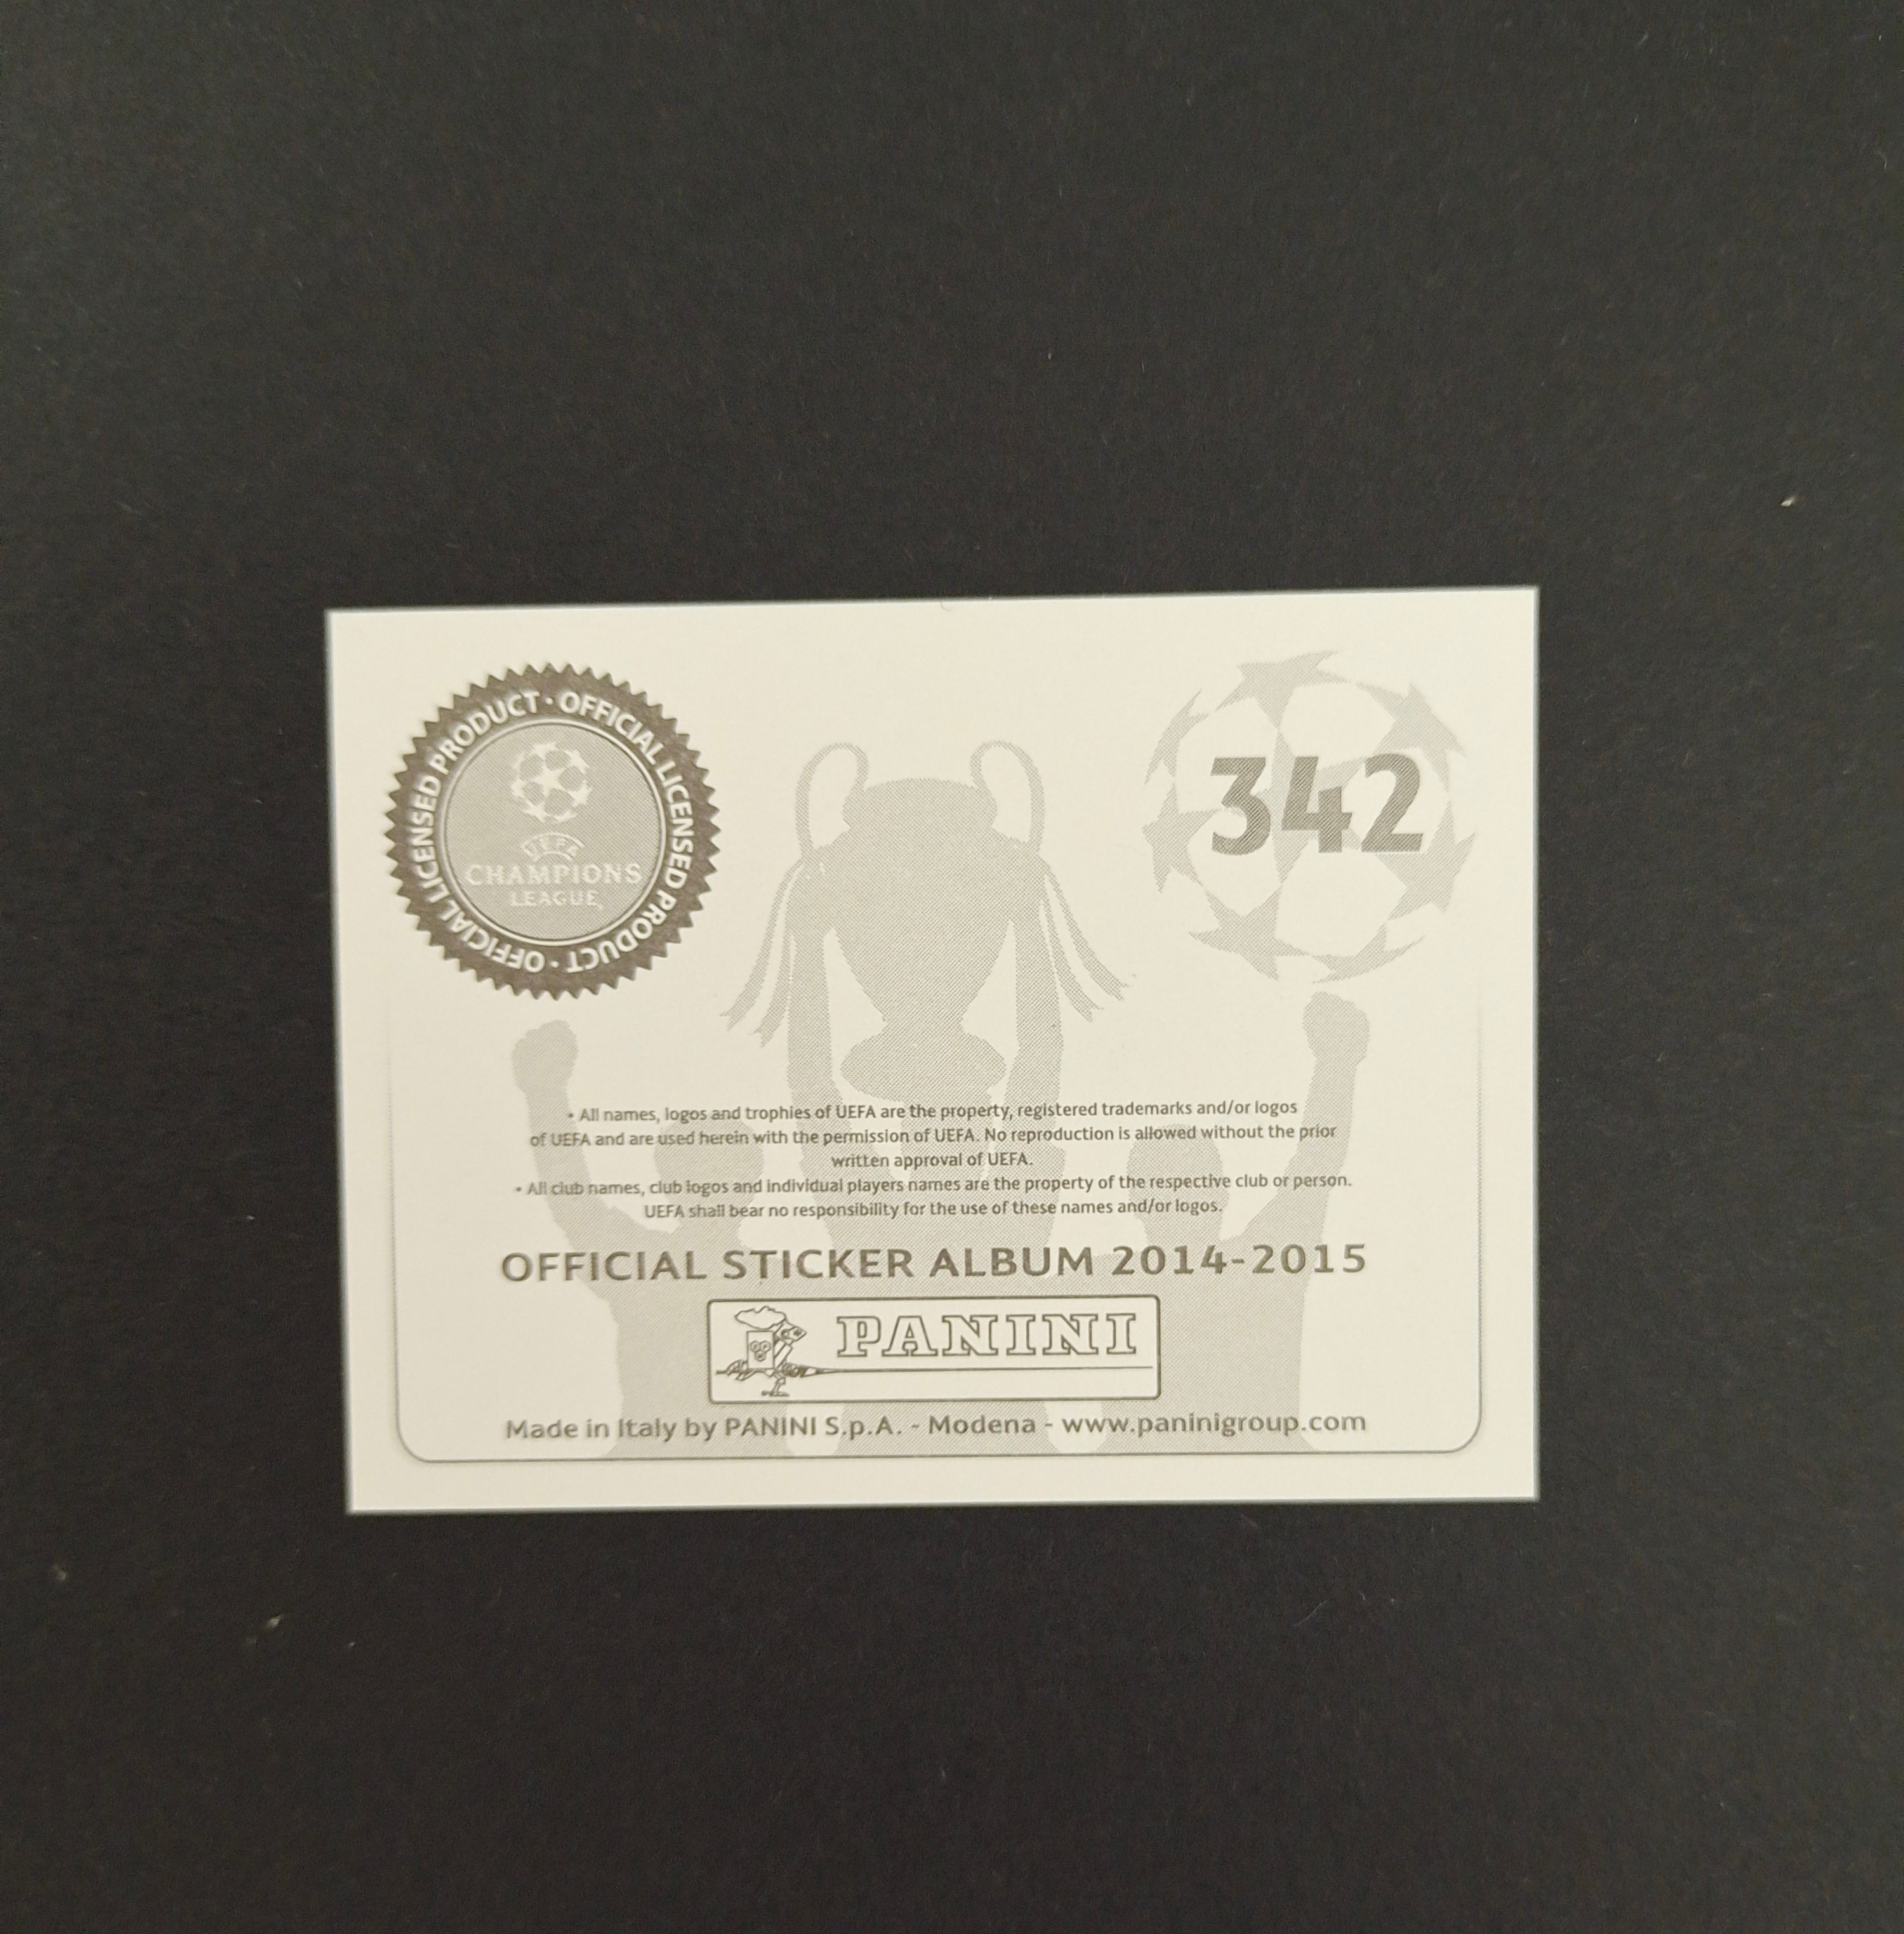 OFFICIAL LICENSED PRODUCT • OFFICIAL LICENSED PRODUCT •
UEFA
CHAMPIONS
LEAGUE
342
• All names, logos and trophies of UEFA are the property, registered trademarks and/or logos
of UEFA and are used herein with the permission of UEFA. No reproduction is allowed without the prior
written approval of UEFA.
• All club names, club logos and individual players names are the property of the respective club or person.
UEFA shall bear no responsibility for the use of these names and/or logos.
OFFICIAL STICKER ALBUM 2014-2015
PANINI
Made in Italy by PANINI S.p.A. - Modena - www.paninigroup.com